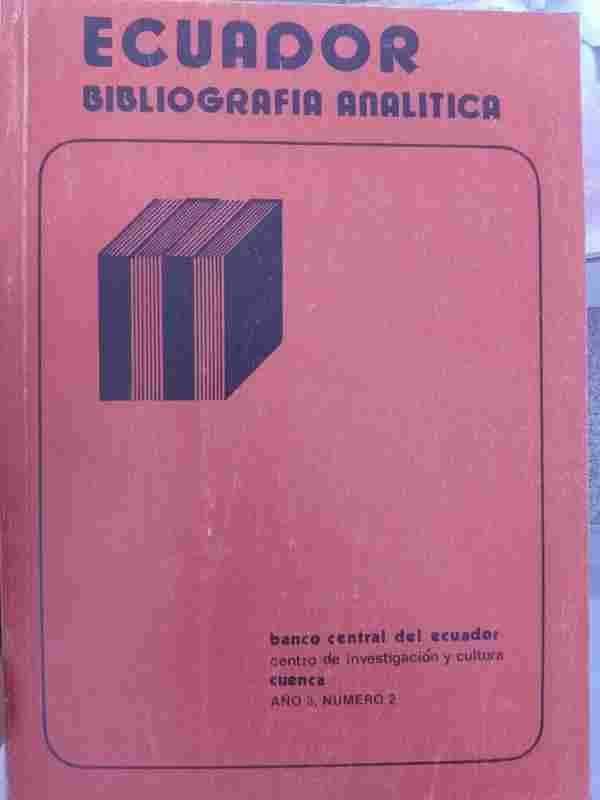 ECUADOR
BIBLIOGRAFIA ANALITICA
banco central del ecuador
centro de investigación y cultura
cuenca
AÑO 3, NUMERO 2